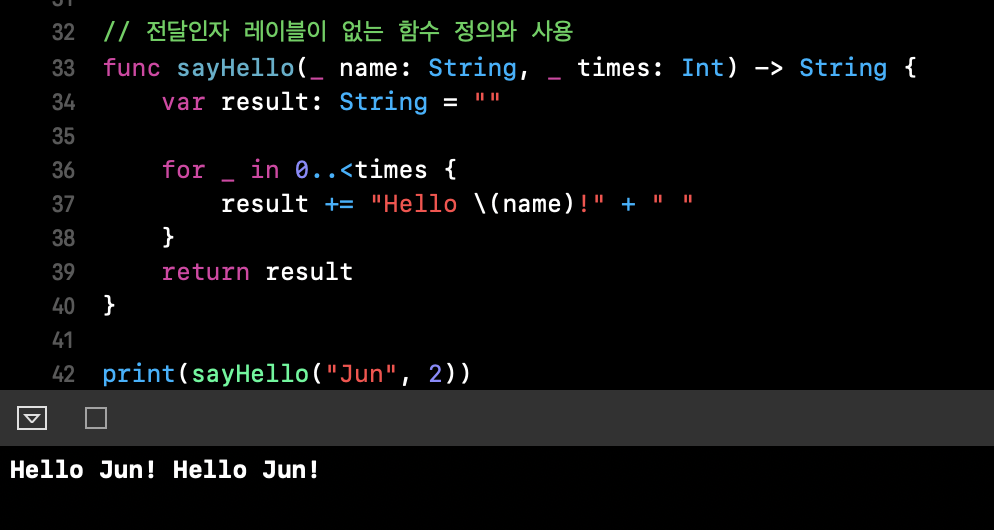 31
32 // 전달인자 레이블이 없는 함수 정의와 사용
33 func sayHello(_ name: String, _ times: Int) -> String {
34     var result: String = ""
35
36     for _ in 0..<times {
37         result += "Hello \(name)!" + " "
38     }
39     return result
40 }
41
42 print(sayHello("Jun", 2))
Hello Jun! Hello Jun!